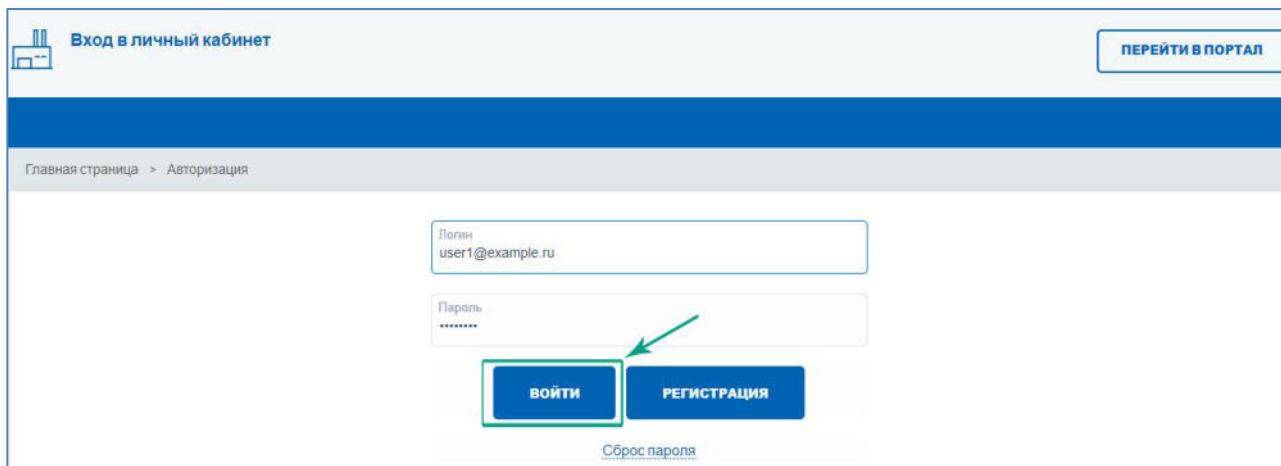 Вход в личный кабинет
ПЕРЕЙТИ В ПОРТАЛ
Главная страница > Авторизация
Логин
user1@example.ru
Пароль
••••••••
ВОЙТИ РЕГИСТРАЦИЯ
Сброс пароля